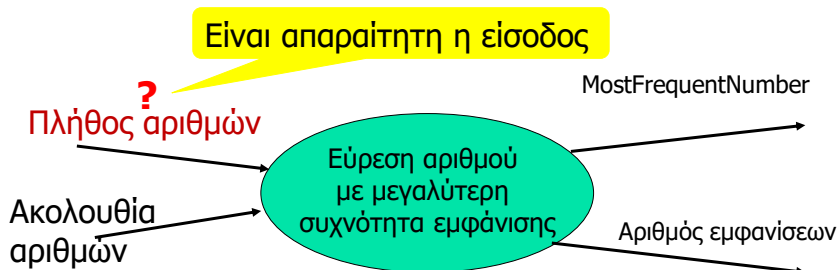 Είναι απαραίτητη η είσοδος
?
Πλήθος αριθμών
MostFrequentNumber
Εύρεση αριθμού
με μεγαλύτερη
συχνότητα εμφάνισης
Ακολουθία
αριθμών
Αριθμός εμφανίσεων